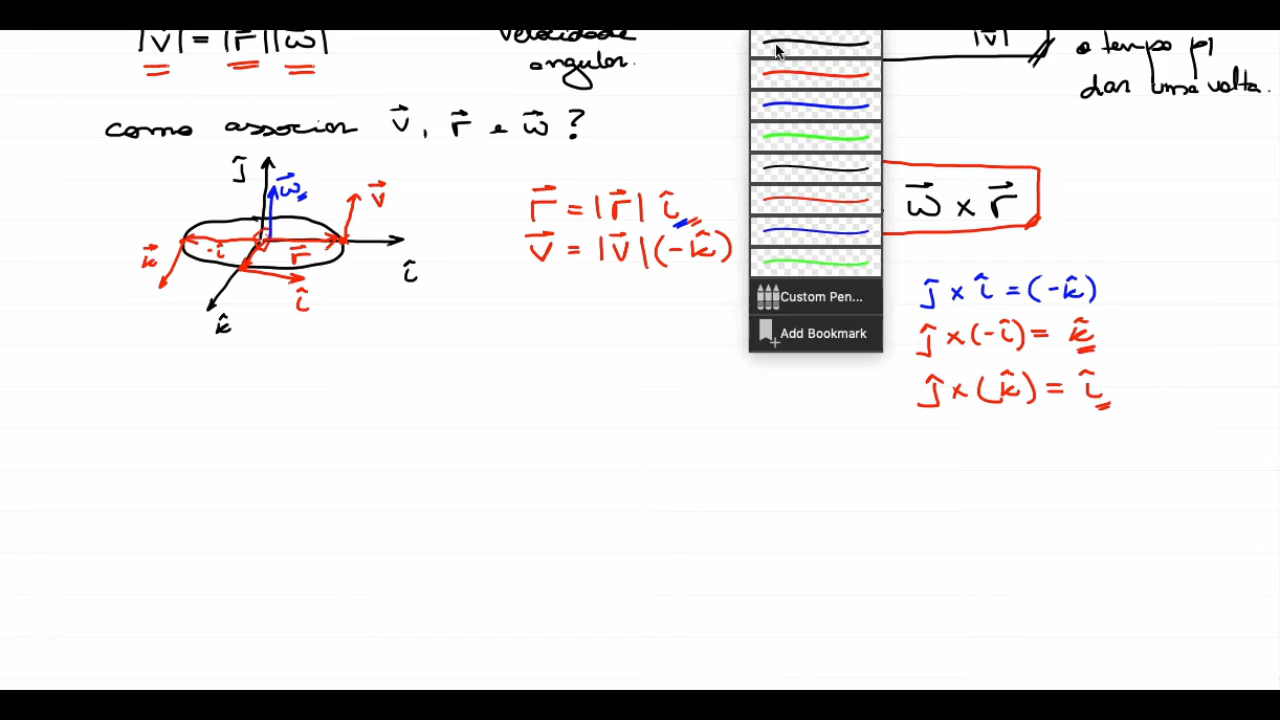 |v⃗| = |r⃗||ω⃗|
velocidade
angular.
|v⃗|
o tempo p/
dar uma volta.
como associar v⃗, r⃗ e ω⃗ ?
ĵ
ω⃗
v⃗
k̂
-î
r⃗
î
î
k̂
r⃗ = |r⃗| î
v⃗ = |v⃗|(-k̂)
ω⃗ × r⃗
ĵ × î = (-k̂)
ĵ × (-î) = k̂
ĵ × (k̂) = î
Custom Pen...
Add Bookmark